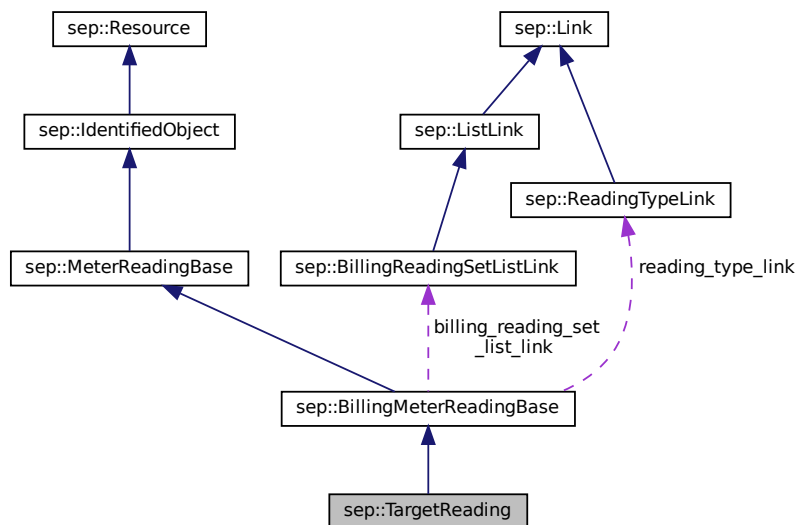 sep::Resource
sep::Link
sep::IdentifiedObject
sep::ListLink
sep::ReadingTypeLink
sep::MeterReadingBase
sep::BillingReadingSetListLink
reading_type_link
billing_reading_set
_list_link
sep::BillingMeterReadingBase
sep::TargetReading